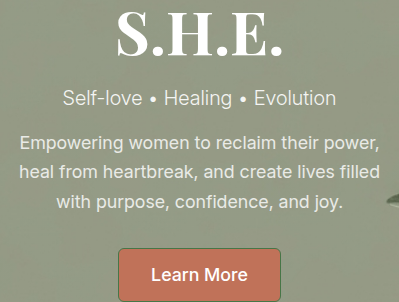 S.H.E.
Self-love • Healing • Evolution
Empowering women to reclaim their power,
heal from heartbreak, and create lives filled
with purpose, confidence, and joy.
Learn More